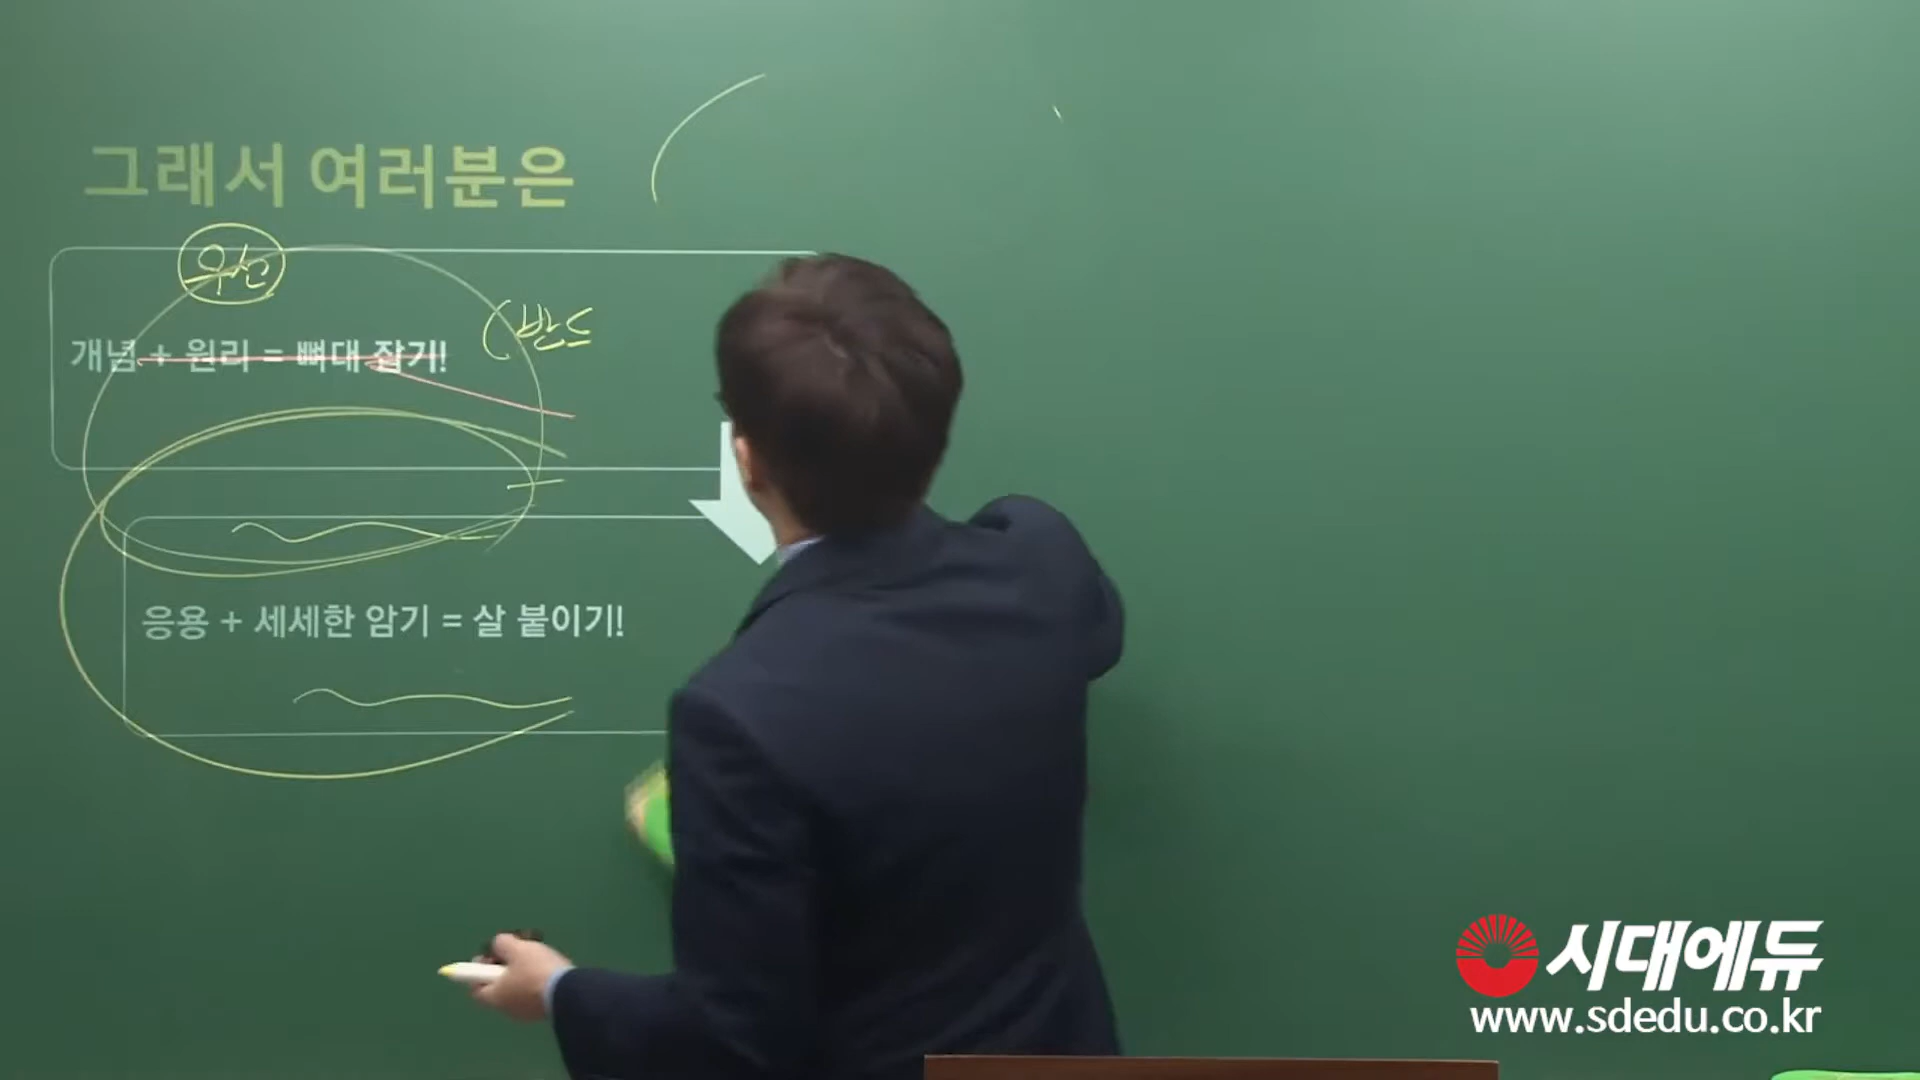 그래서 여러분은
우선
개념 + 원리 = 뼈대 잡기!
(반드
응용 + 세세한 암기 = 살 붙이기!
시대에듀
www.sdedu.co.kr